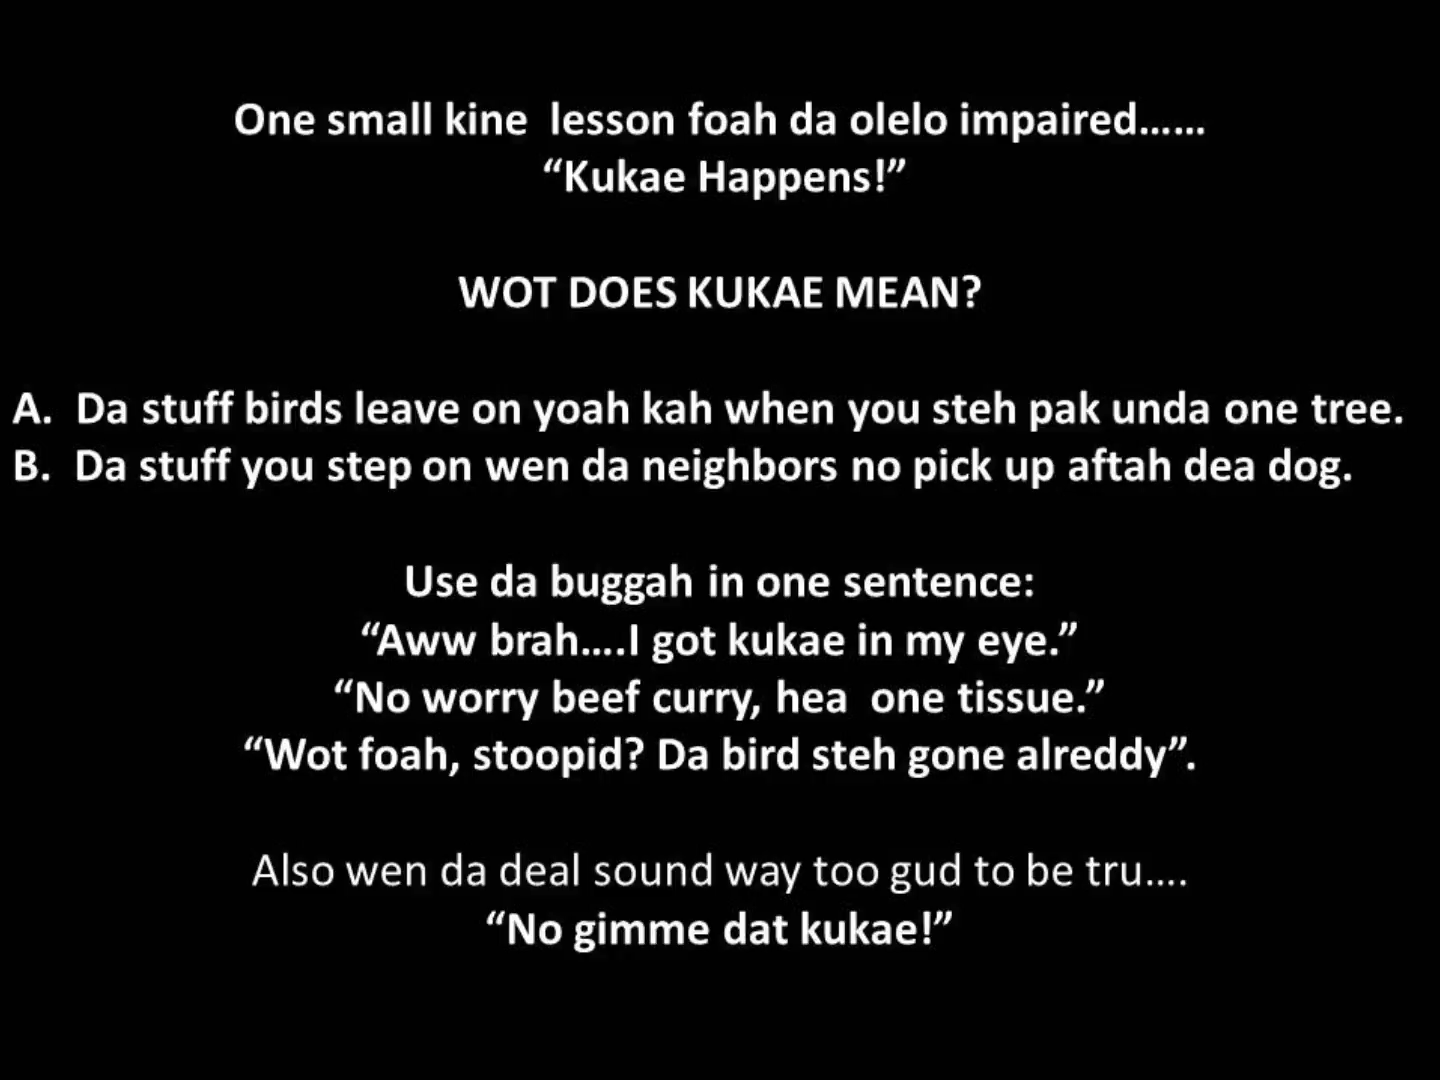 One small kine lesson foah da olelo impaired......
“Kukae Happens!”
WOT DOES KUKAE MEAN?
A. Da stuff birds leave on yoah kah when you steh pak unda one tree.
B. Da stuff you step on wen da neighbors no pick up aftah dea dog.
Use da buggah in one sentence:
“Aww brah....I got kukae in my eye.”
“No worry beef curry, hea one tissue.”
“Wot foah, stoopid? Da bird steh gone alreddy”.
Also wen da deal sound way too gud to be tru....
“No gimme dat kukae!”